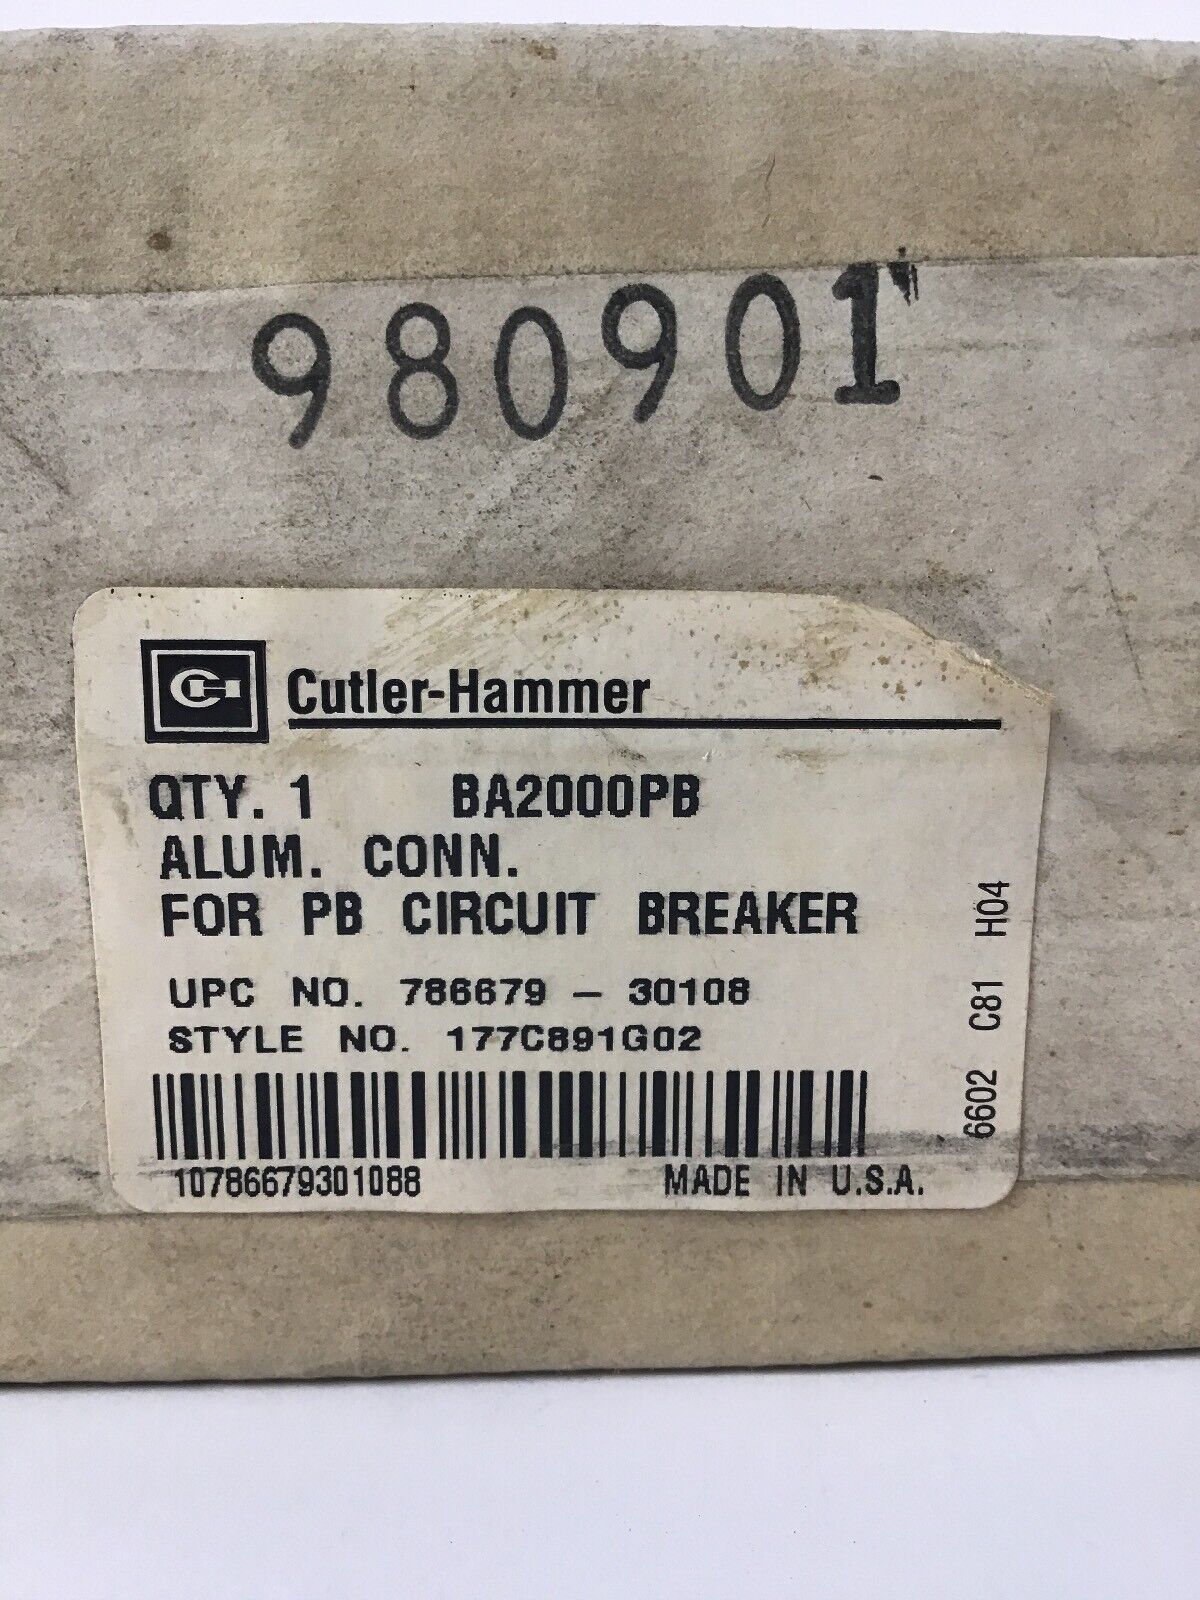 980901
Cutler-Hammer
QTY. 1 BA2000PB
ALUM. CONN.
FOR PB CIRCUIT BREAKER
UPC NO. 786679 - 30108
STYLE NO. 177C891G02
10786679301088 MADE IN U.S.A.
6602 C81 H04